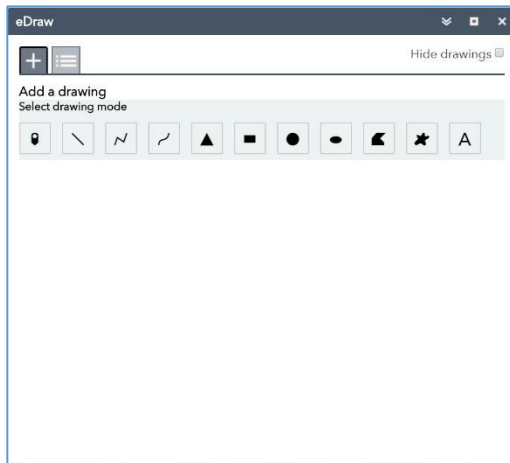 eDraw
Hide drawings
Add a drawing
Select drawing mode
A